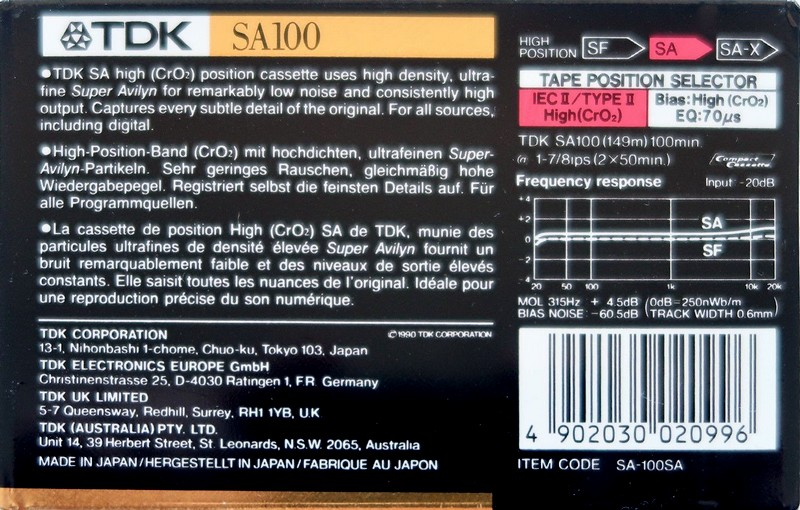 TDK SA100
●TDK SA high (CrO₂) position cassette uses high density, ultra-
fine Super Avilyn for remarkably low noise and consistently high
output. Captures every subtle detail of the original. For all sources,
including digital.
●High-Position-Band (CrO₂) mit hochdichten, ultrafeinen Super-
Avilyn-Partikeln. Sehr geringes Rauschen, gleichmäßig hohe
Wiedergabepegel. Registriert selbst die feinsten Details auf. Für
alle Programmquellen.
●La cassette de position High (CrO₂) SA de TDK, munie des
particules ultrafines de densité élevée Super Avilyn fournit un
bruit remarquablement faible et des niveaux de sortie élevés
constants. Elle saisit toutes les nuances de l'original. Idéale pour
une reproduction précise du son numérique.
TDK CORPORATION
©1990 TDK CORPORATION
13-1, Nihonbashi 1-chome, Chuo-ku, Tokyo 103, Japan
TDK ELECTRONICS EUROPE GmbH
Christinenstrasse 25, D-4030 Ratingen 1, F.R. Germany
TDK UK LIMITED
5-7 Queensway, Redhill, Surrey, RH1 1YB, U.K
TDK (AUSTRALIA) PTY. LTD.
Unit 14, 39 Herbert Street, St. Leonards, N.S.W. 2065, Australia
MADE IN JAPAN/HERGESTELLT IN JAPAN/FABRIQUE AU JAPON
HIGH
POSITION
SF SA SA-X
TAPE POSITION SELECTOR
IEC II/TYPE II
High(CrO₂)
Bias:High (CrO₂)
EQ:70μs
TDK SA100 (149m) 100min.
1-7/8ips (2×50min.)
Compact
Cassette
Frequency response Input -20dB
+4
+2
0
-2
-4
SA
SF
20 50 100 1k 10k 20k
MOL 315Hz + 4.5dB (0dB=250nWb/m
BIAS NOISE -60.5dB TRACK WIDTH 0.6mm)
4 902030 020996
ITEM CODE SA-100SA